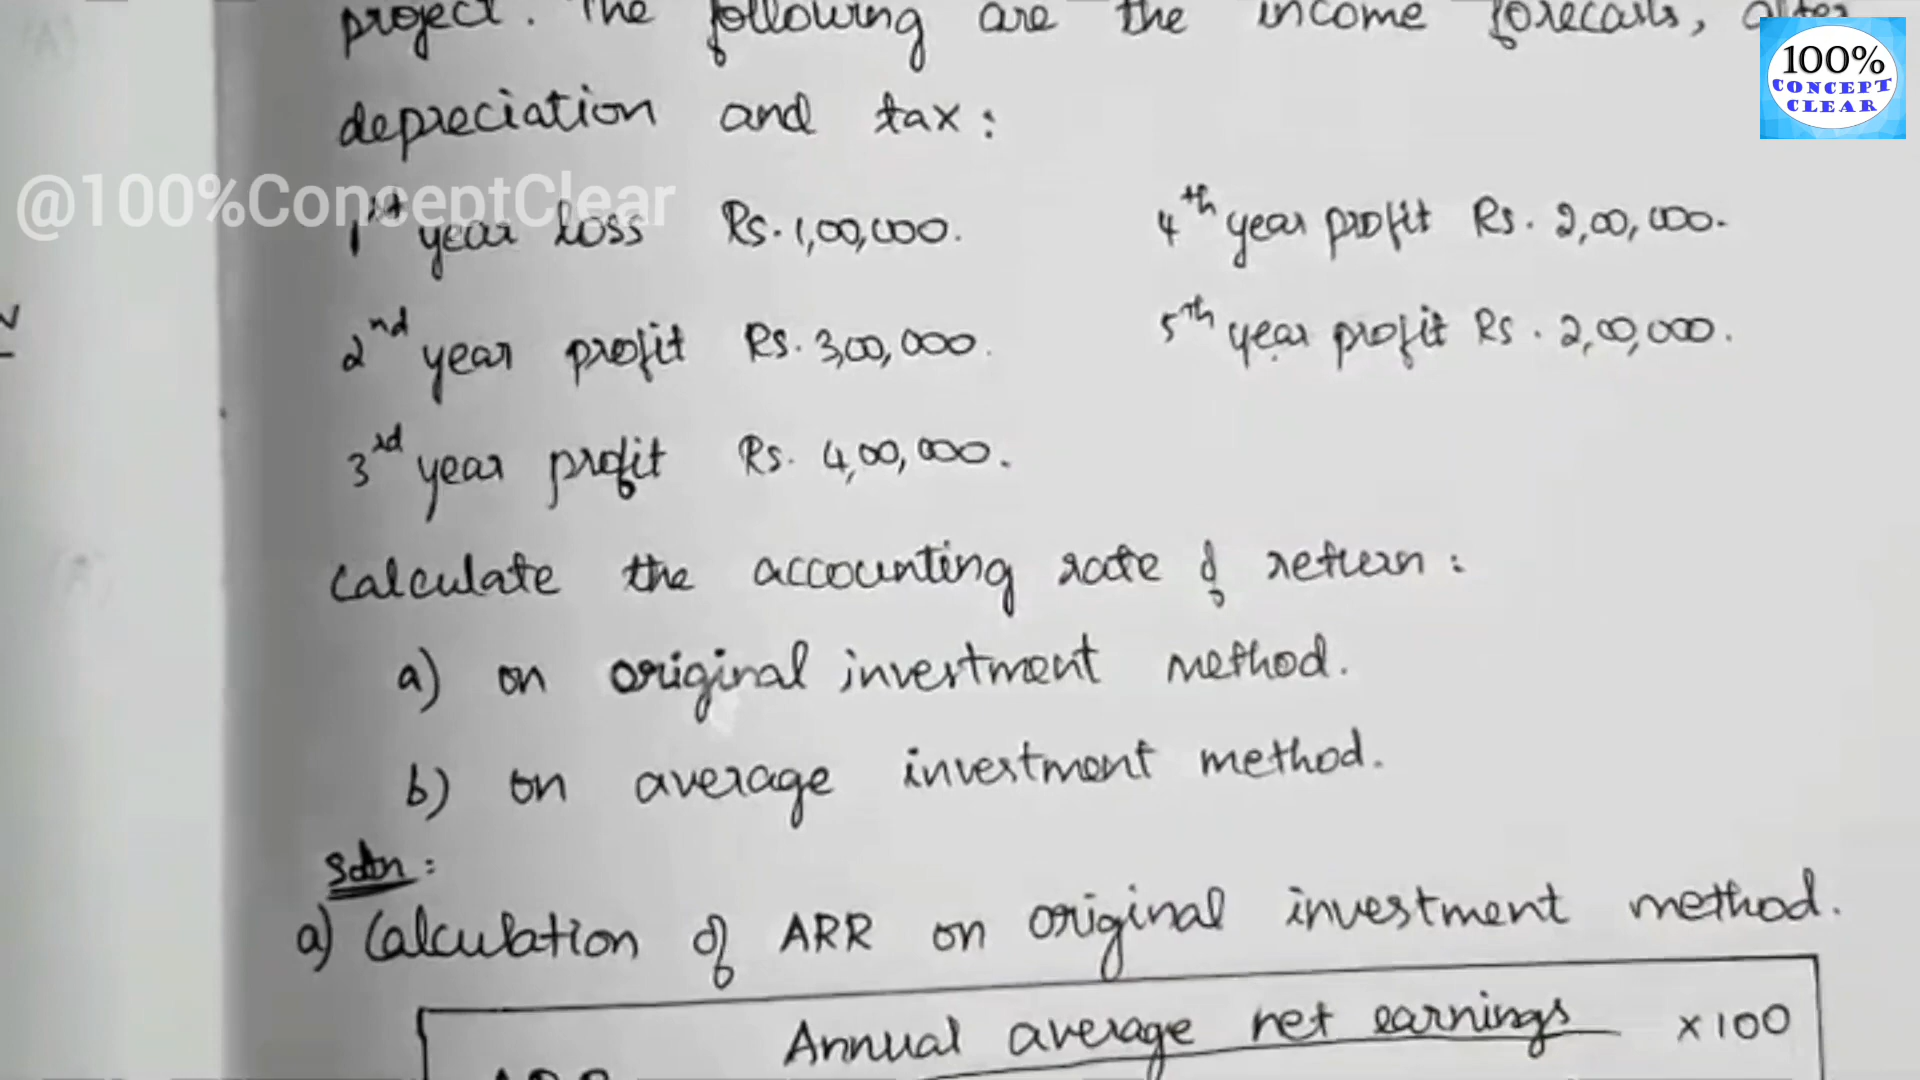 project. The following are the income forecasts, after
depreciation and tax:
1st year loss Rs. 1,00,000.
2nd year profit Rs. 3,00,000.
3rd year profit Rs. 4,00,000.
4th year profit Rs. 2,00,000.
5th year profit Rs. 2,00,000.
Calculate the accounting rate of return:
a) on original investment method.
b) on average investment method.
Soln:
a) Calculation of ARR on original investment method.
Annual average net earnings x100
ARR
@100%ConceptClear
100%
CONCEPT
CLEAR